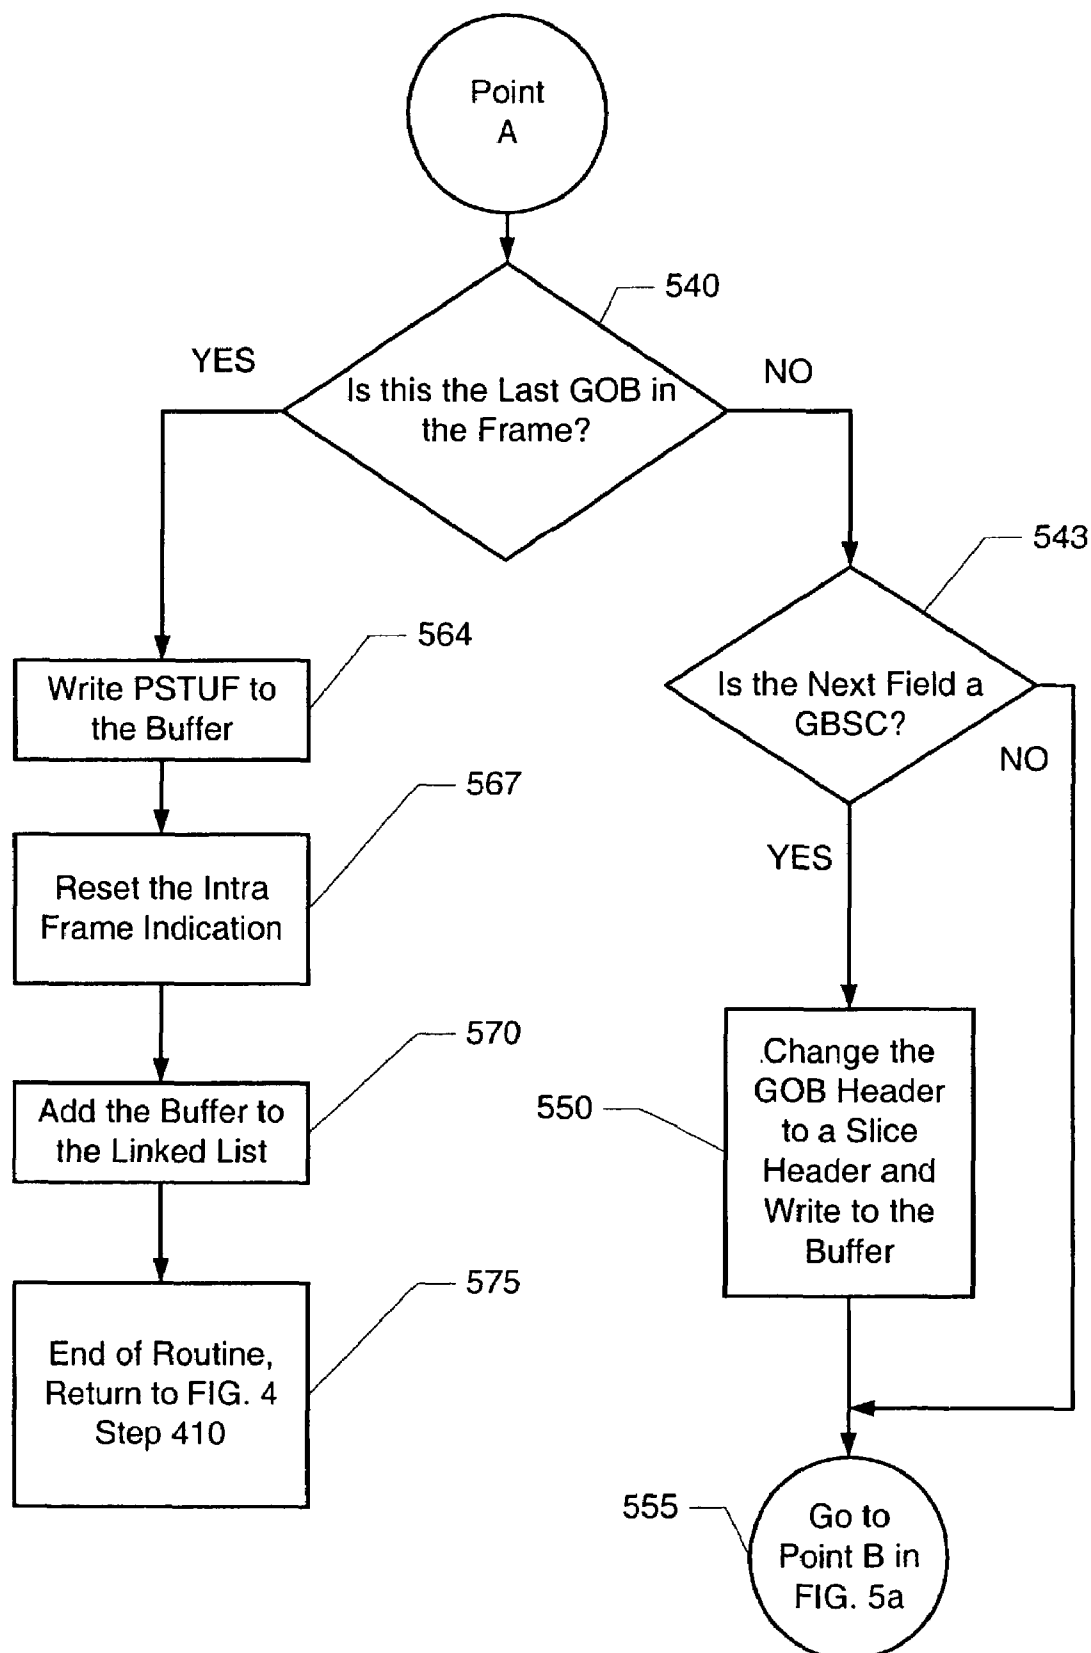 Point
A
540
YES
NO
Is this the Last GOB in
the Frame?
543
564
Write PSTUF to
the Buffer
Is the Next Field a
GBSC?
NO
567
YES
Reset the Intra
Frame Indication
570
Add the Buffer to
the Linked List
550
Change the
GOB Header
to a Slice
Header and
Write to the
Buffer
575
End of Routine,
Return to FIG. 4
Step 410
555
Go to
Point B in
FIG. 5a